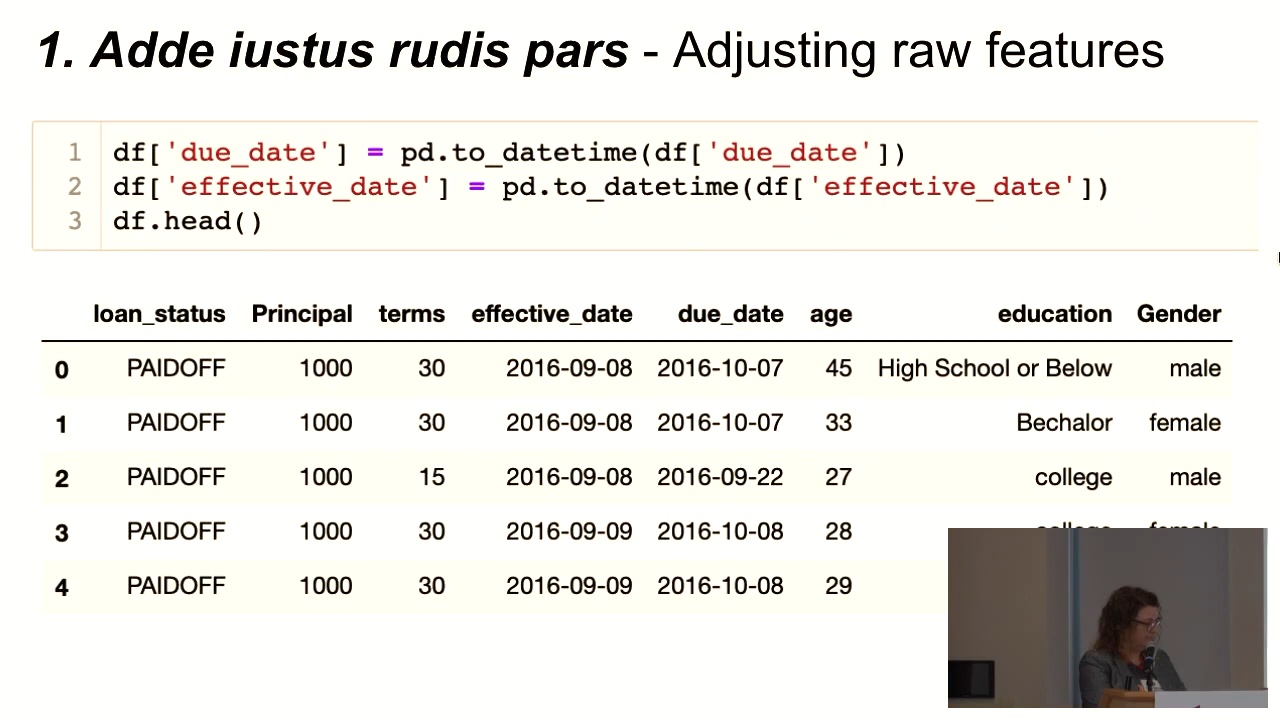 1. Adde iustus rudis pars - Adjusting raw features
1 df['due_date'] = pd.to_datetime(df['due_date'])
2 df['effective_date'] = pd.to_datetime(df['effective_date'])
3 df.head()
loan_status Principal terms effective_date due_date age education Gender
0 PAIDOFF 1000 30 2016-09-08 2016-10-07 45 High School or Below male
1 PAIDOFF 1000 30 2016-09-08 2016-10-07 33 Bechalor female
2 PAIDOFF 1000 15 2016-09-08 2016-09-22 27 college male
3 PAIDOFF 1000 30 2016-09-09 2016-10-08 28 college female
4 PAIDOFF 1000 30 2016-09-09 2016-10-08 29